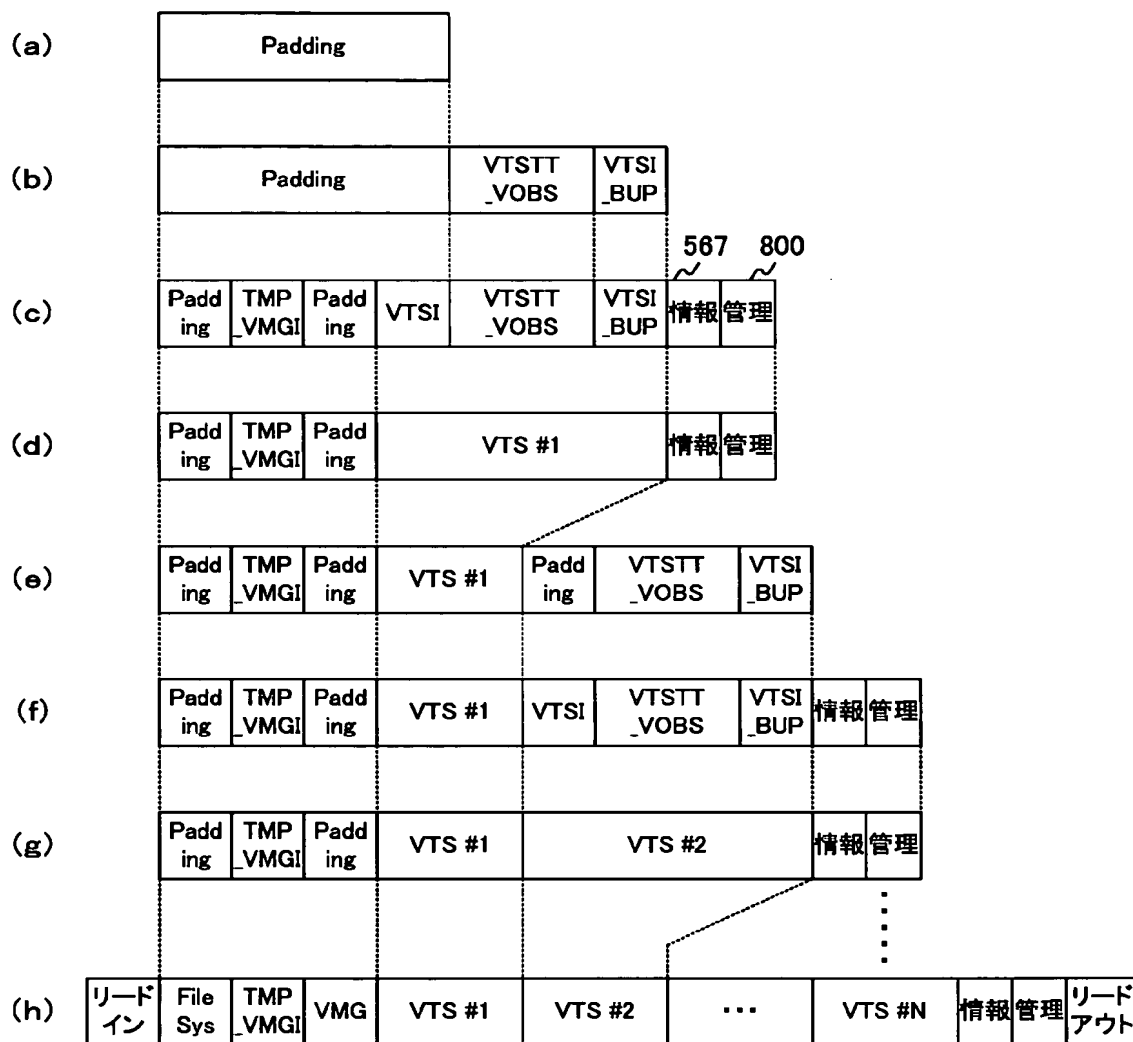 (a)
Padding
(b)
Padding
VTSTT
_VOBS
VTSI
_BUP
567
800
(c)
Padd
ing
TMP
_VMGI
Padd
ing
VTSI
VTSTT
_VOBS
VTSI
_BUP
情報
管理
(d)
Padd
ing
TMP
_VMGI
Padd
ing
VTS #1
情報
管理
(e)
Padd
ing
TMP
_VMGI
Padd
ing
VTS #1
Padd
ing
VTSTT
_VOBS
VTSI
_BUP
(f)
Padd
ing
TMP
_VMGI
Padd
ing
VTS #1
VTSI
VTSTT
_VOBS
VTSI
_BUP
情報
管理
(g)
Padd
ing
TMP
_VMGI
Padd
ing
VTS #1
VTS #2
情報
管理
(h)
リード
イン
File
Sys
TMP
_VMGI
VMG
VTS #1
VTS #2
・・・
VTS #N
情報
管理
リード
アウト